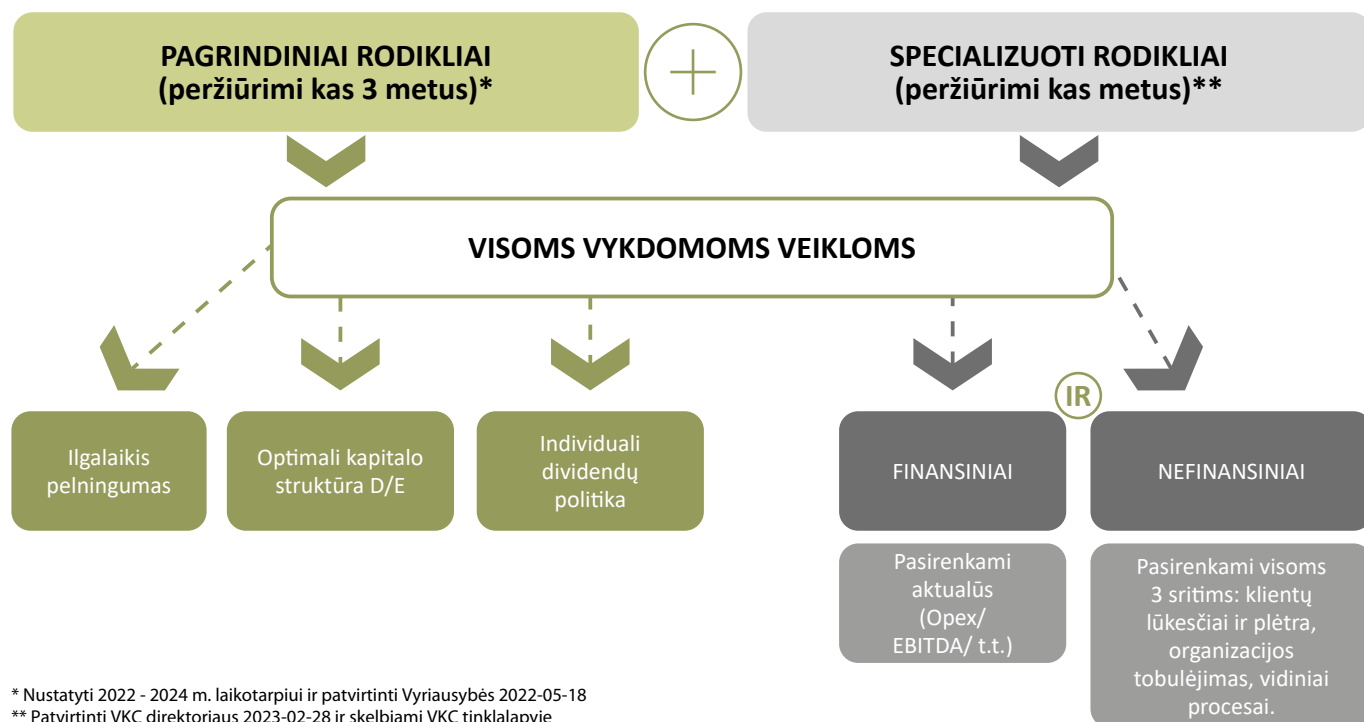 PAGRINDINIAI RODIKLIAI
(peržiūrimi kas 3 metus)*
SPECIALIZUOTI RODIKLIAI
(peržiūrimi kas metus)**
VISOMS VYKDOMOMS VEIKLOMS
Ilgalaikis
pelningumas
Optimali kapitalo
struktūra D/E
Individuali
dividendų
politika
FINANSINIAI
IR
NEFINANSINIAI
Pasirenkami
aktualūs
(Opex/
EBITDA/ t.t.)
Pasirenkami visoms
3 sritims: klientų
lūkesčiai ir plėtra,
organizacijos
tobulėjimas, vidiniai
procesai.
* Nustatyti 2022 - 2024 m. laikotarpiui ir patvirtinti Vyriausybės 2022-05-18
** Patvirtinti VKC direktoriaus 2023-02-28 ir skelbiami VKC tinklalapyje